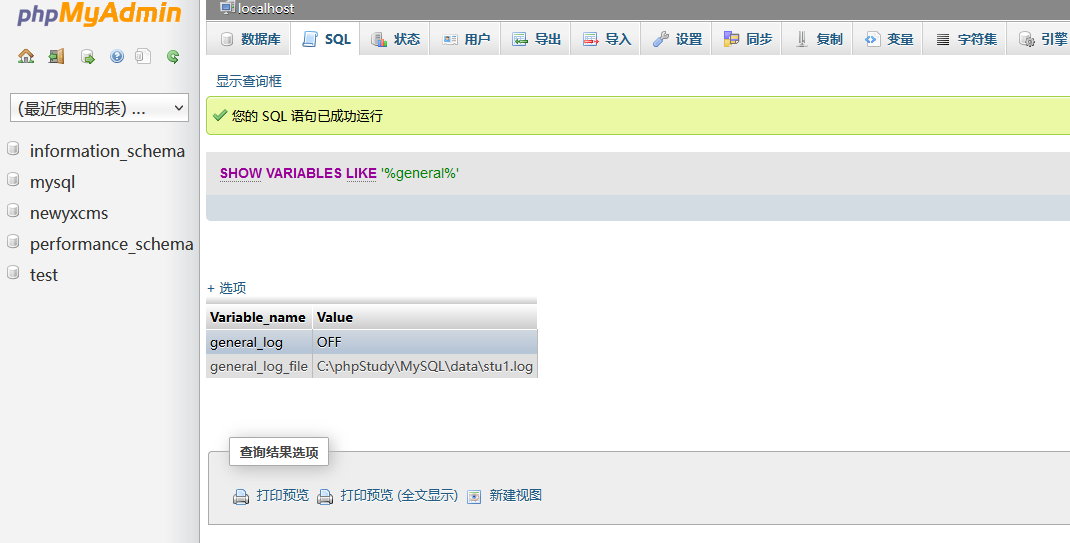 phpMyAdmin
(最近使用的表) ...
information_schema
mysql
newyxcms
performance_schema
test
localhost
数据库 SQL 状态 用户 导出 导入 设置 同步 复制 变量 字符集 引擎
显示查询框
您的 SQL 语句已成功运行
SHOW VARIABLES LIKE '%general%'
+ 选项
Variable_name Value
general_log OFF
general_log_file C:\phpStudy\MySQL\data\stu1.log
查询结果选项
打印预览 打印预览 (全文显示) 新建视图